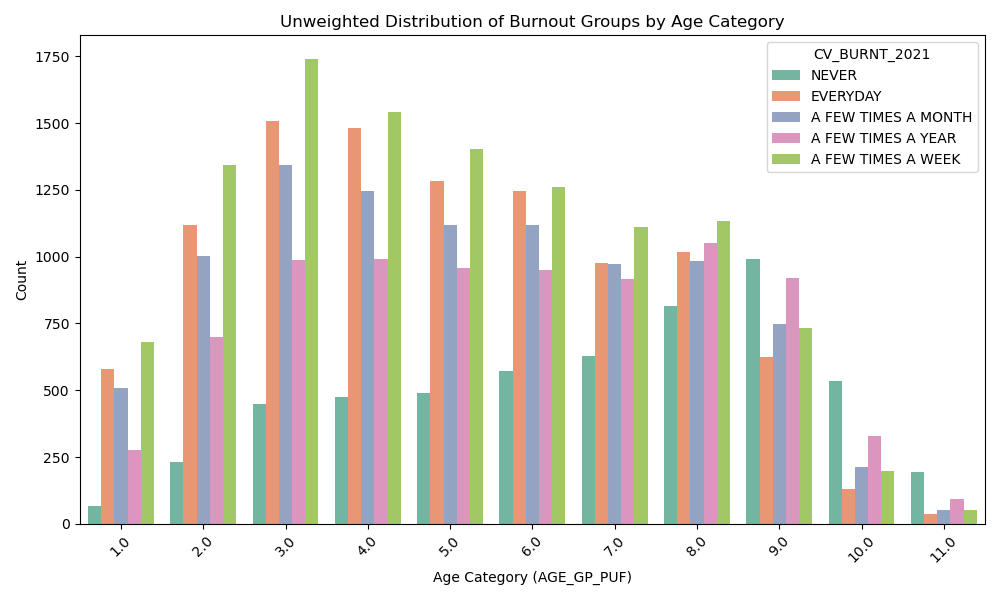 Unweighted Distribution of Burnout Groups by Age Category
CV_BURNT_2021
NEVER
EVERYDAY
A FEW TIMES A MONTH
A FEW TIMES A YEAR
A FEW TIMES A WEEK
Count
1750
1500
1250
1000
750
500
250
0
1.0 2.0 3.0 4.0 5.0 6.0 7.0 8.0 9.0 10.0 11.0
Age Category (AGE_GP_PUF)